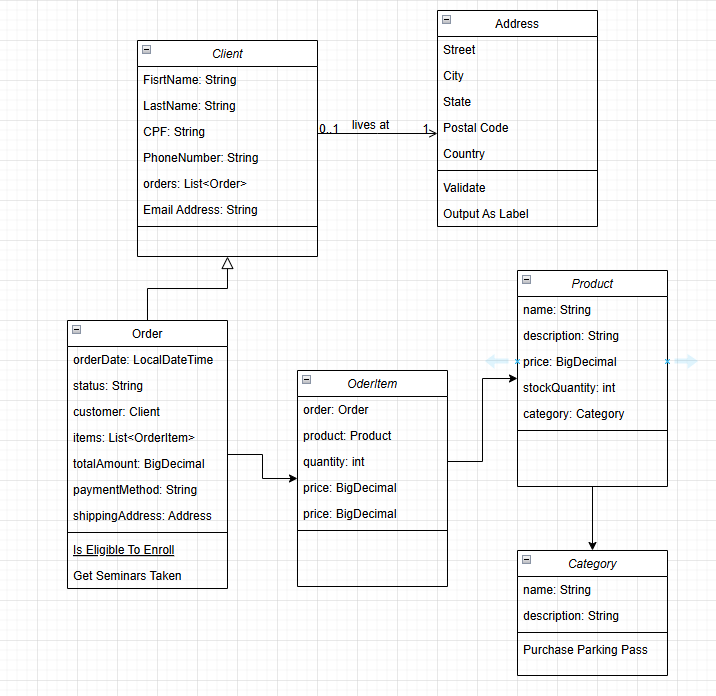 Client
FisrtName: String
LastName: String
CPF: String
PhoneNumber: String
orders: List<Order>
Email Address: String
0..1
lives at
1
Address
Street
City
State
Postal Code
Country
Validate
Output As Label
Order
orderDate: LocalDateTime
status: String
customer: Client
items: List<OrderItem>
totalAmount: BigDecimal
paymentMethod: String
shippingAddress: Address
Is Eligible To Enroll
Get Seminars Taken
OderItem
order: Order
product: Product
quantity: int
price: BigDecimal
price: BigDecimal
Product
name: String
description: String
price: BigDecimal
stockQuantity: int
category: Category
Category
name: String
description: String
Purchase Parking Pass